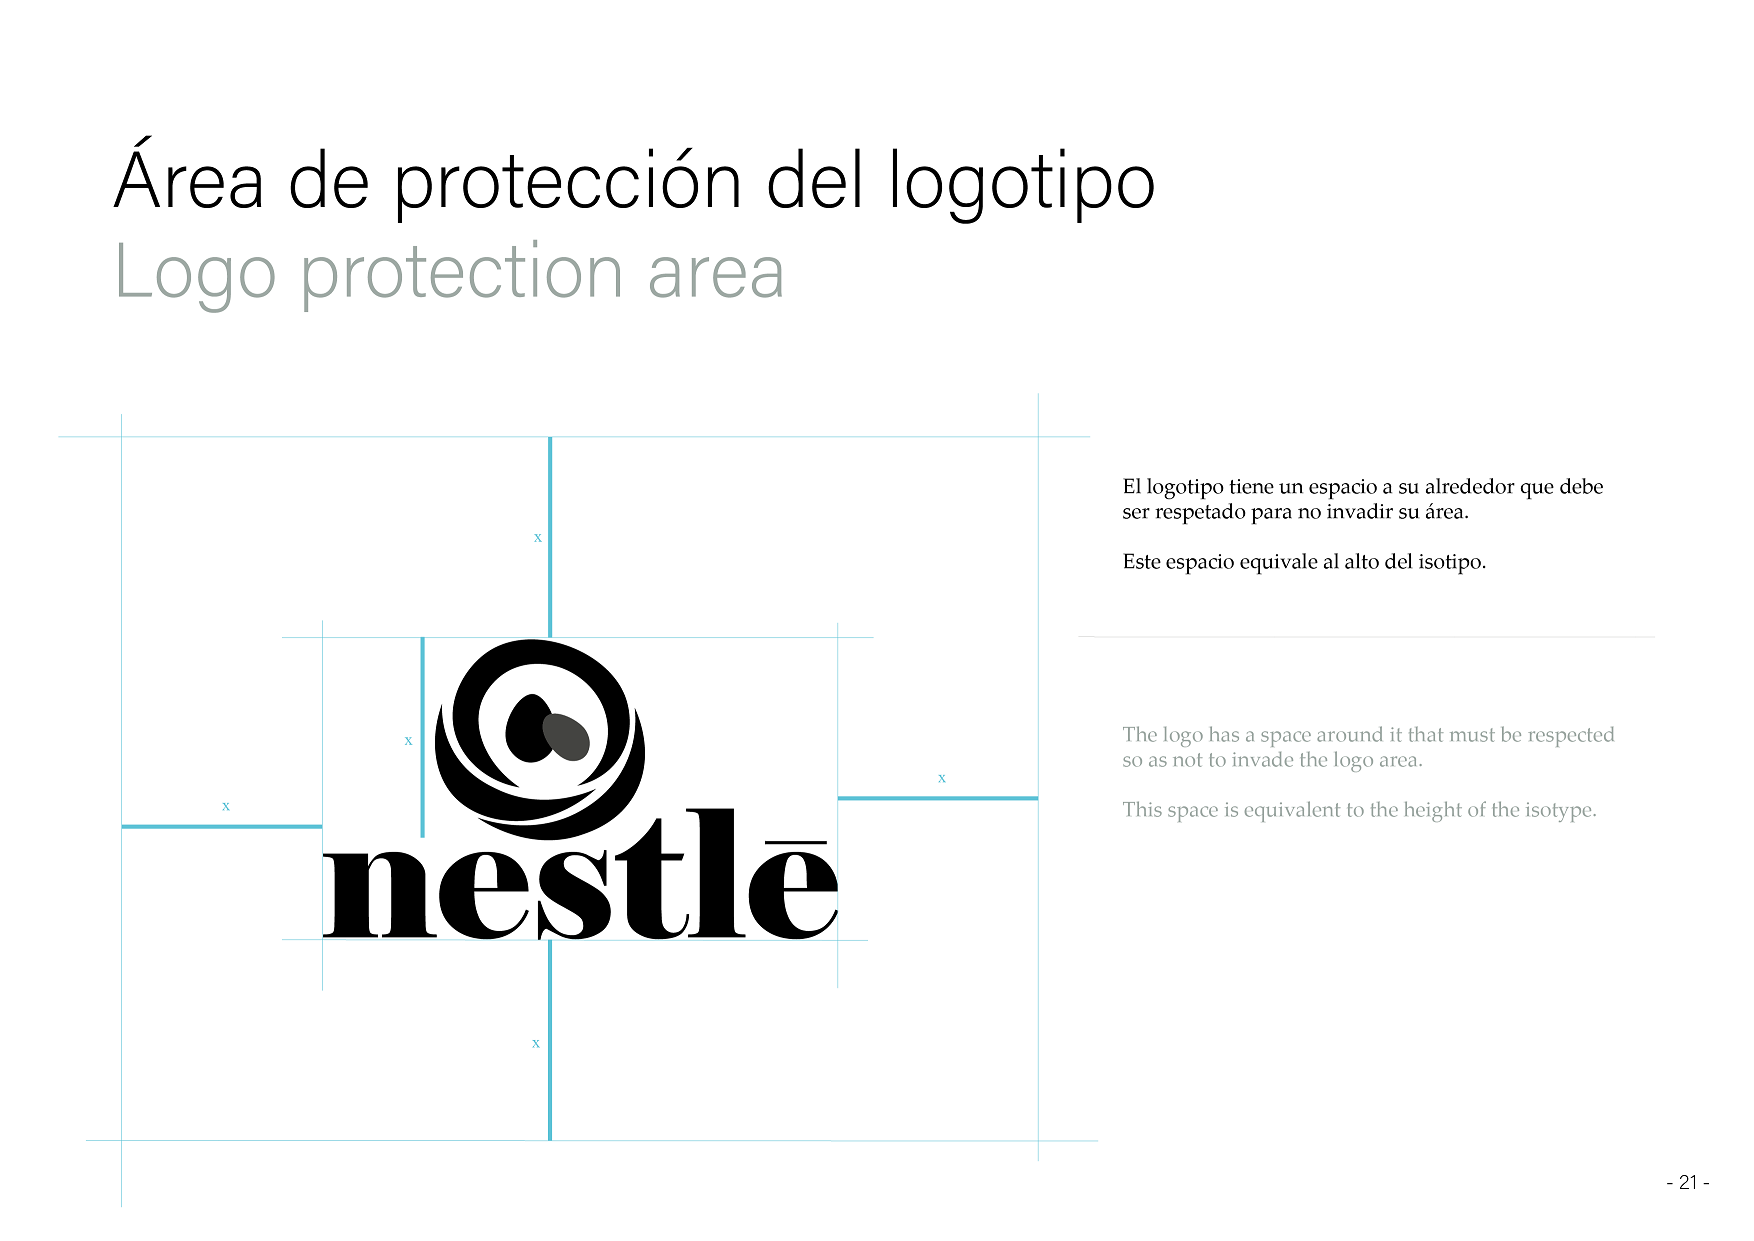 Área de protección del logotipo
Logo protection area
x
El logotipo tiene un espacio a su alrededor que debe
ser respetado para no invadir su área.
Este espacio equivale al alto del isotipo.
x
x
x
nestlē
x
The logo has a space around it that must be respected
so as not to invade the logo area.
This space is equivalent to the height of the isotype.
- 21 -